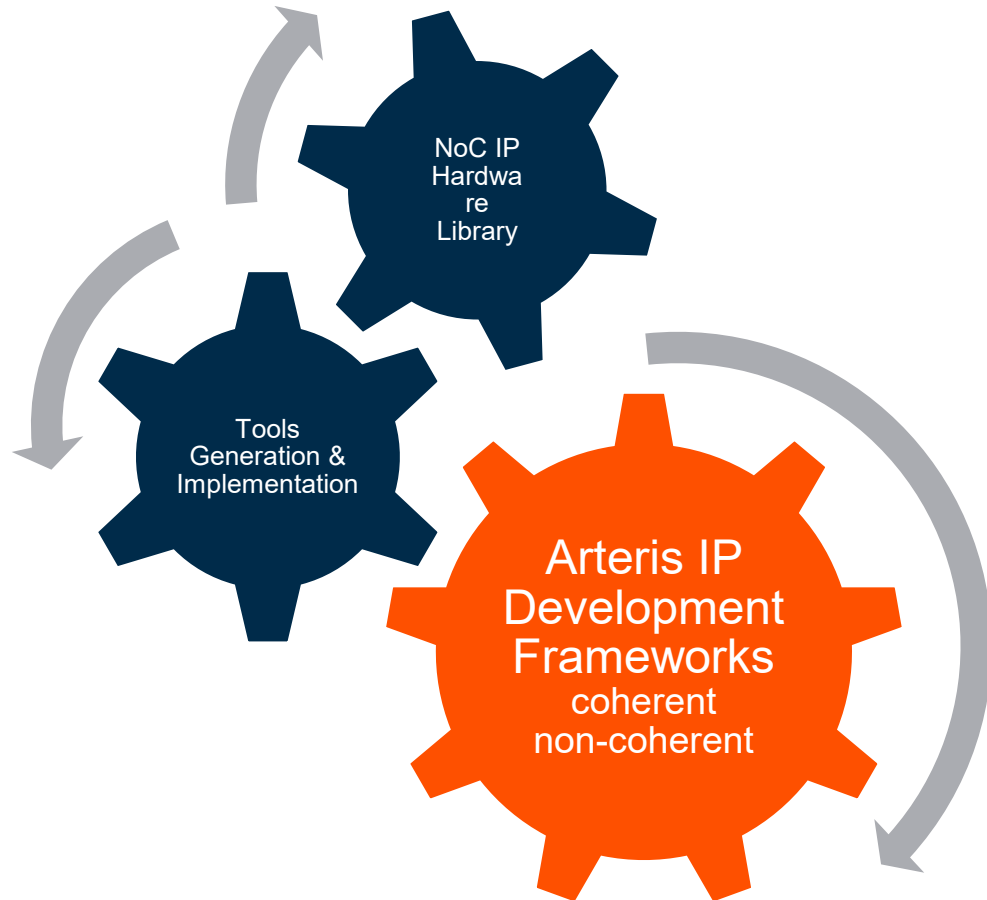 NoC IP
Hardwa
re
Library
Tools
Generation &
Implementation
Arteris IP
Development
Frameworks
coherent
non-coherent